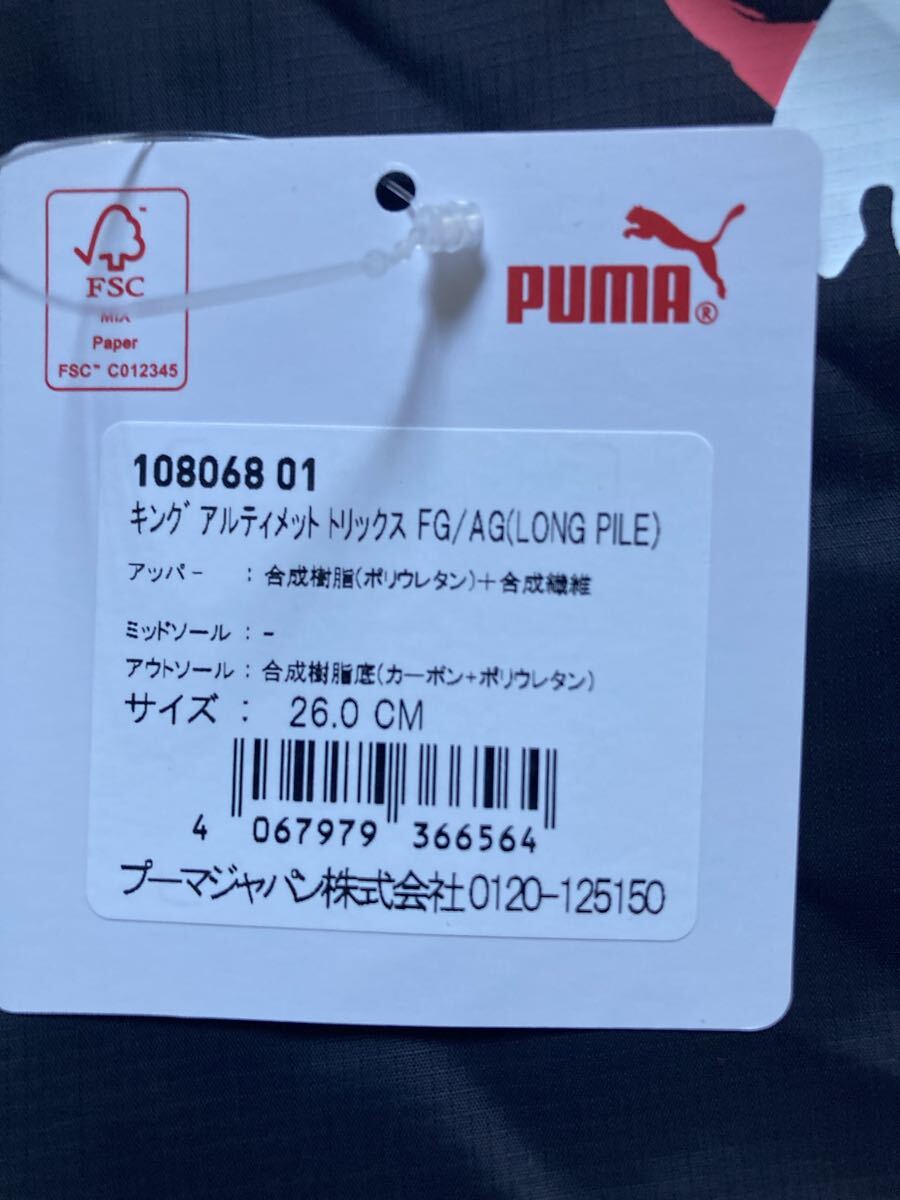 FSC™
MIX
Paper
FSC™ C012345
PUMA®
108068 01
キング アルティメット トリックス FG/AG(LONG PILE)
アッパー : 合成樹脂(ポリウレタン)+合成繊維
ミッドソール : -
アウトソール : 合成樹脂底(カーボン+ポリウレタン)
サイズ : 26.0 CM
4 067979 366564
プーマジャパン株式会社0120-125150